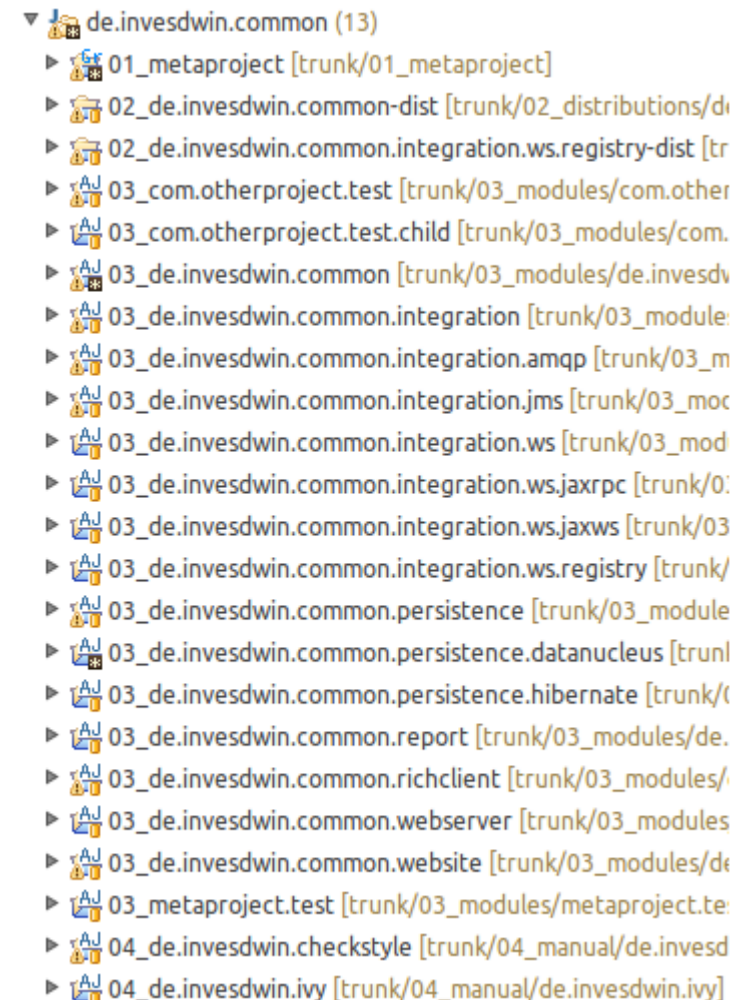 de.invesdwin.common (13)
01_metaproject [trunk/01_metaproject]
02_de.invesdwin.common-dist [trunk/02_distributions/de
02_de.invesdwin.common.integration.ws.registry-dist [tr
03_com.otherproject.test [trunk/03_modules/com.other
03_com.otherproject.test.child [trunk/03_modules/com.
03_de.invesdwin.common [trunk/03_modules/de.invesdw
03_de.invesdwin.common.integration [trunk/03_module
03_de.invesdwin.common.integration.amqp [trunk/03_m
03_de.invesdwin.common.integration.jms [trunk/03_moc
03_de.invesdwin.common.integration.ws [trunk/03_mod
03_de.invesdwin.common.integration.ws.jaxrpc [trunk/0
03_de.invesdwin.common.integration.ws.jaxws [trunk/03
03_de.invesdwin.common.integration.ws.registry [trunk/
03_de.invesdwin.common.persistence [trunk/03_module
03_de.invesdwin.common.persistence.datanucleus [trunk
03_de.invesdwin.common.persistence.hibernate [trunk/0
03_de.invesdwin.common.report [trunk/03_modules/de.
03_de.invesdwin.common.richclient [trunk/03_modules/
03_de.invesdwin.common.webserver [trunk/03_modules
03_de.invesdwin.common.website [trunk/03_modules/de
03_metaproject.test [trunk/03_modules/metaproject.te
04_de.invesdwin.checkstyle [trunk/04_manual/de.invesd
04_de.invesdwin.ivy [trunk/04_manual/de.invesdwin.ivy]